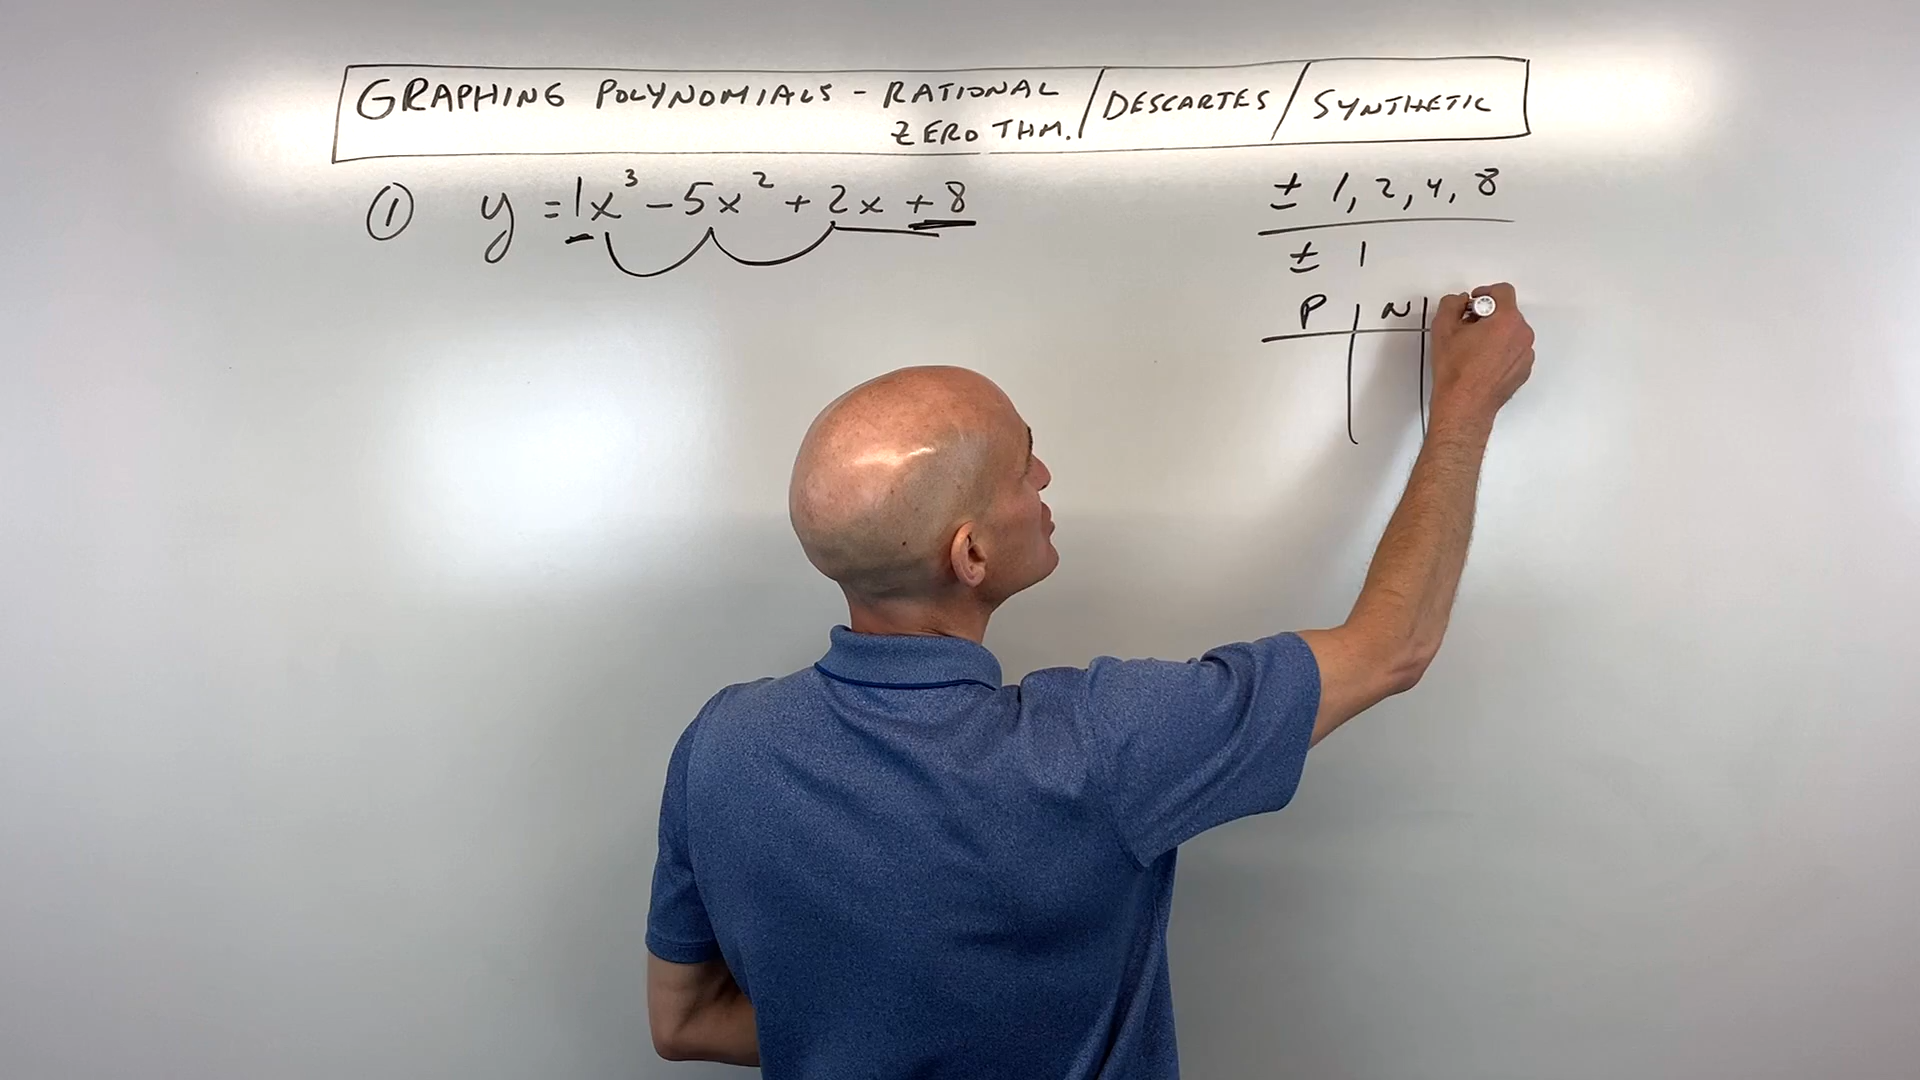 GRAPHING POLYNOMIALS - RATIONAL ZERO THM. / DESCARTES / SYNTHETIC
① y = 1x³ - 5x² + 2x + 8
± 1, 2, 4, 8
± 1
P | N |